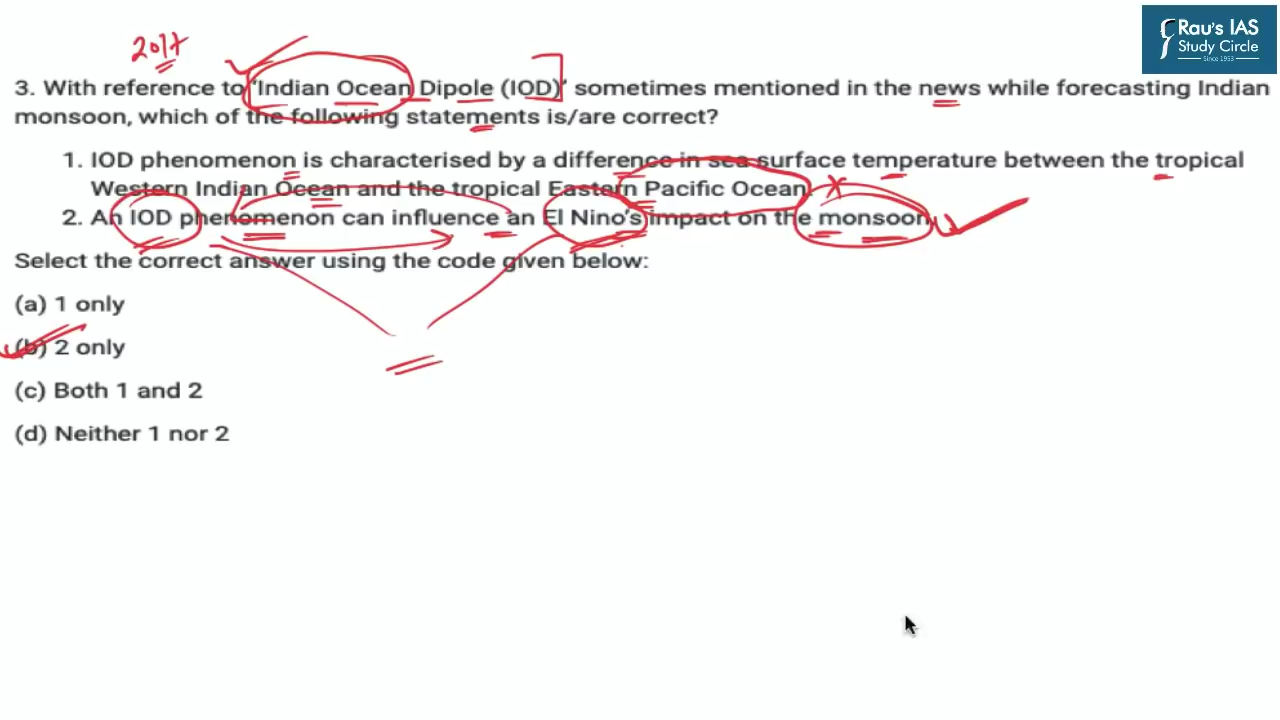 Rau's IAS
Study Circle
Since 1953
2017
3. With reference to 'Indian Ocean Dipole (IOD)' sometimes mentioned in the news while forecasting Indian
monsoon, which of the following statements is/are correct?
1. IOD phenomenon is characterised by a difference in sea surface temperature between the tropical
Western Indian Ocean and the tropical Eastern Pacific Ocean.
2. An IOD phenomenon can influence an El Nino's impact on the monsoon.
Select the correct answer using the code given below:
(a) 1 only
(b) 2 only
(c) Both 1 and 2
(d) Neither 1 nor 2